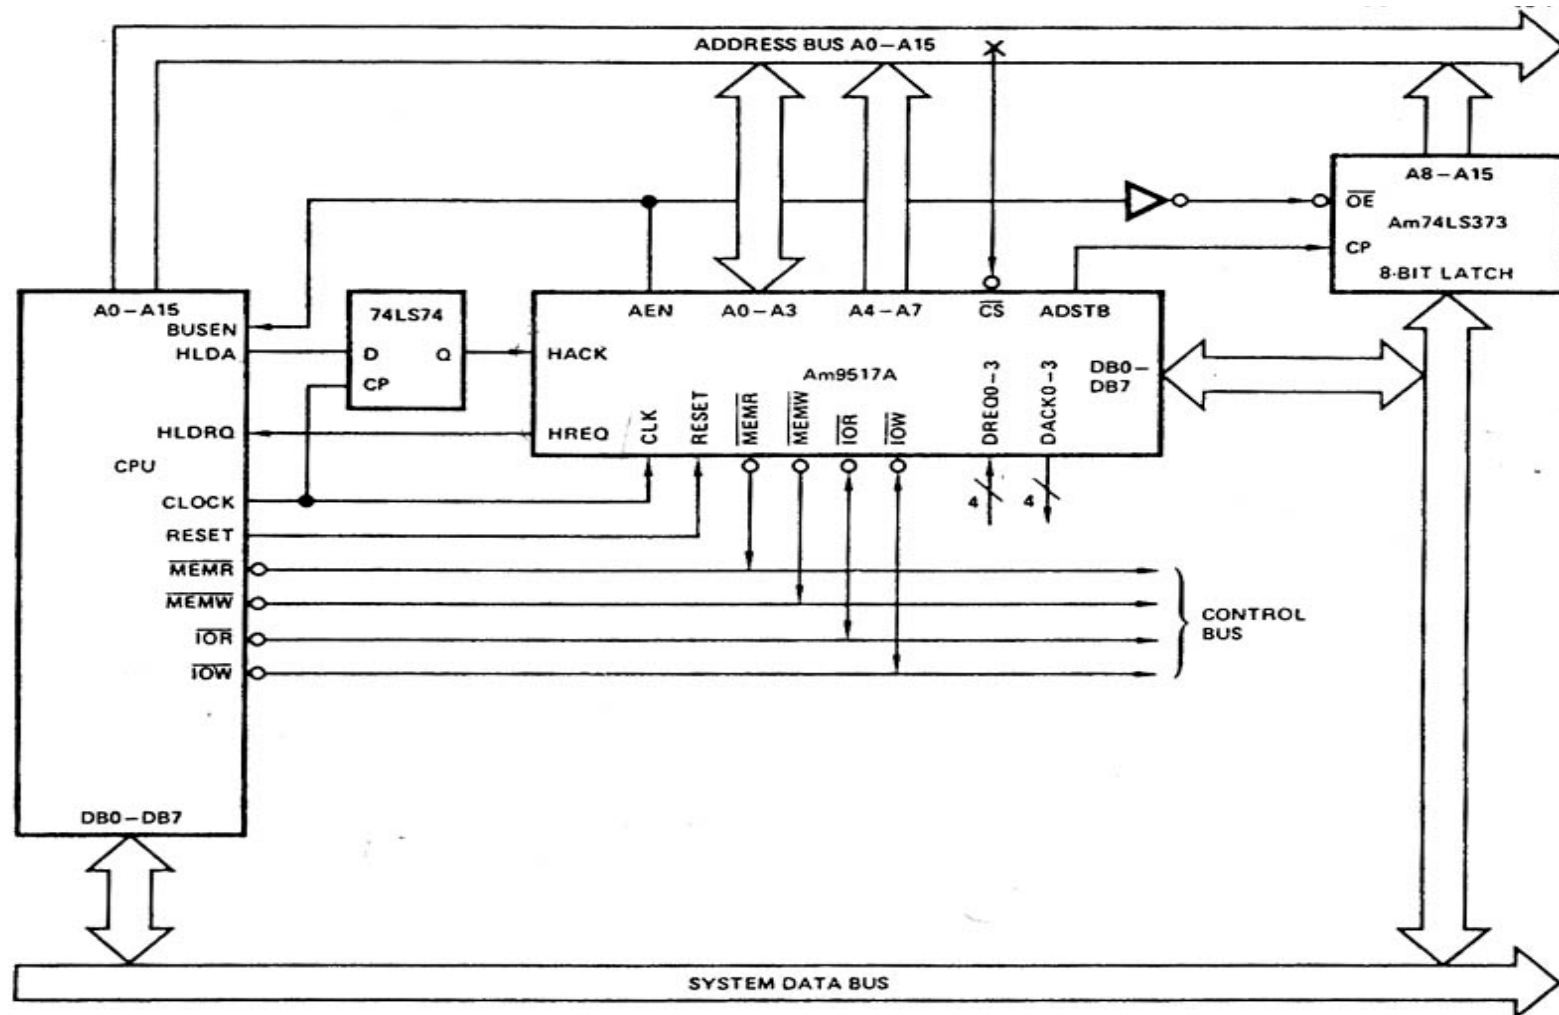 ADDRESS BUS A0–A15
A8–A15
OE
Am74LS373
CP
8-BIT LATCH
A0–A15
BUSEN
HLDA
HLDRQ
CPU
CLOCK
RESET
MEMR
MEMW
IOR
IOW
DB0–DB7
74LS74
D Q
CP
AEN A0–A3 A4–A7 CS ADSTB
HACK
Am9517A
DB0–
DB7
HREQ
CLK
RESET
MEMR
MEMW
IOR
IOW
DREQ0-3
DACK0-3
4 4
CONTROL
BUS
SYSTEM DATA BUS